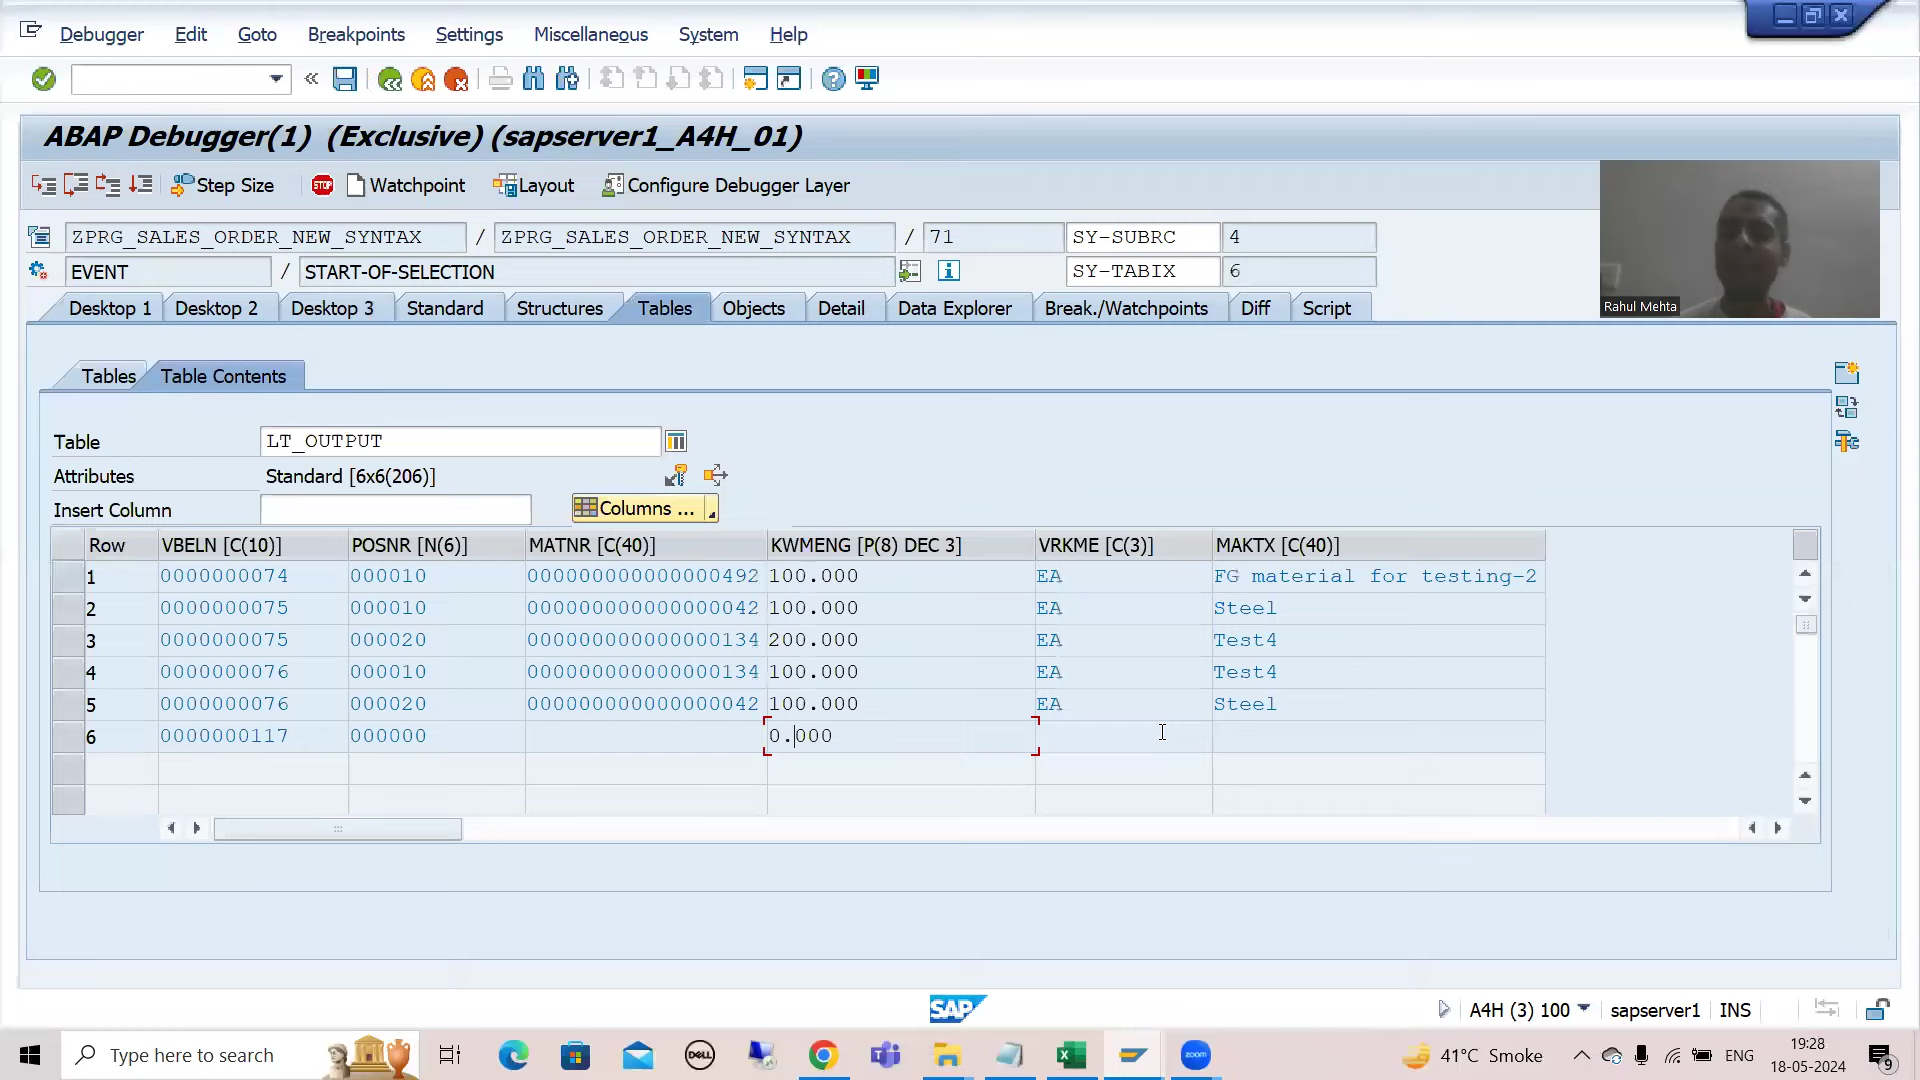 Debugger Edit Goto Breakpoints Settings Miscellaneous System Help
ABAP Debugger(1) (Exclusive) (sapserver1_A4H_01)
Step Size STOP Watchpoint Layout Configure Debugger Layer
ZPRG_SALES_ORDER_NEW_SYNTAX / ZPRG_SALES_ORDER_NEW_SYNTAX / 71 SY-SUBRC 4
EVENT / START-OF-SELECTION SY-TABIX 6
Rahul Mehta
Desktop 1 Desktop 2 Desktop 3 Standard Structures Tables Objects Detail Data Explorer Break./Watchpoints Diff Script
Tables Table Contents
Table LT_OUTPUT
Attributes Standard [6x6(206)]
Insert Column Columns ...
Row VBELN [C(10)] POSNR [N(6)] MATNR [C(40)] KWMENG [P(8) DEC 3] VRKME [C(3)] MAKTX [C(40)]
1 0000000074 000010 000000000000000492 100.000 EA FG material for testing-2
2 0000000075 000010 000000000000000042 100.000 EA Steel
3 0000000075 000020 000000000000000134 200.000 EA Test4
4 0000000076 000010 000000000000000134 100.000 EA Test4
5 0000000076 000020 000000000000000042 100.000 EA Steel
6 0000000117 000000 0.000
SAP
A4H (3) 100 sapserver1 INS
Type here to search DELL zoom 41°C Smoke ENG 19:28
18-05-2024 9